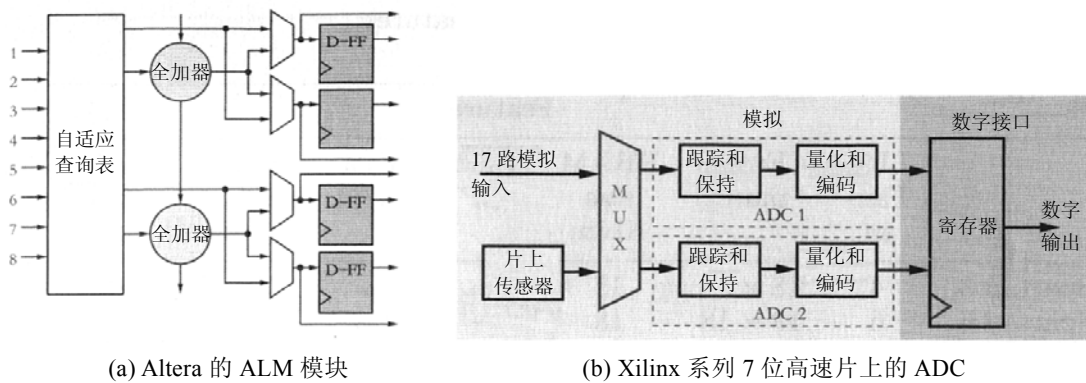 1
2
3
4
5
6
7
8
自适应
查询表
全加器
全加器
D-FF
D-FF
D-FF
(a) Altera 的 ALM 模块
模拟
数字接口
17 路模拟
输入
片上
传感器
M
U
X
跟踪和
保持
量化和
编码
ADC 1
跟踪和
保持
量化和
编码
ADC 2
寄存器
数字
输出
(b) Xilinx 系列 7 位高速片上的 ADC